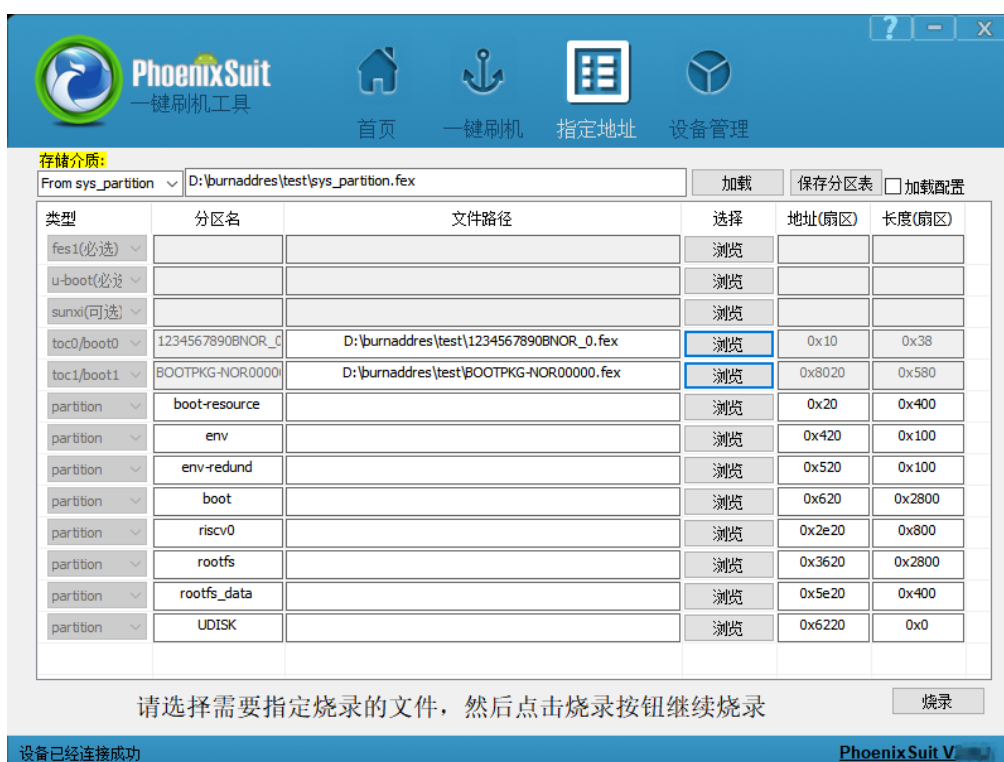 ? － X
PhoenixSuit
一键刷机工具
首页 一键刷机 指定地址 设备管理
存储介质:
From sys_partition D:\burnaddres\test\sys_partition.fex 加载 保存分区表 加载配置
类型 分区名 文件路径 选择 地址(扇区) 长度(扇区)
fes1(必选) 浏览
u-boot(必选 浏览
sunxi(可选) 浏览
toc0/boot0 1234567890BNOR_0 D:\burnaddres\test\1234567890BNOR_0.fex 浏览 0x10 0x38
toc1/boot1 BOOTPKG-NOR0000 D:\burnaddres\test\BOOTPKG-NOR00000.fex 浏览 0x8020 0x580
partition boot-resource 浏览 0x20 0x400
partition env 浏览 0x420 0x100
partition env-redund 浏览 0x520 0x100
partition boot 浏览 0x620 0x2800
partition riscv0 浏览 0x2e20 0x800
partition rootfs 浏览 0x3620 0x2800
partition rootfs_data 浏览 0x5e20 0x400
partition UDISK 浏览 0x6220 0x0
请选择需要指定烧录的文件，然后点击烧录按钮继续烧录 烧录
设备已经连接成功 PhoenixSuit V